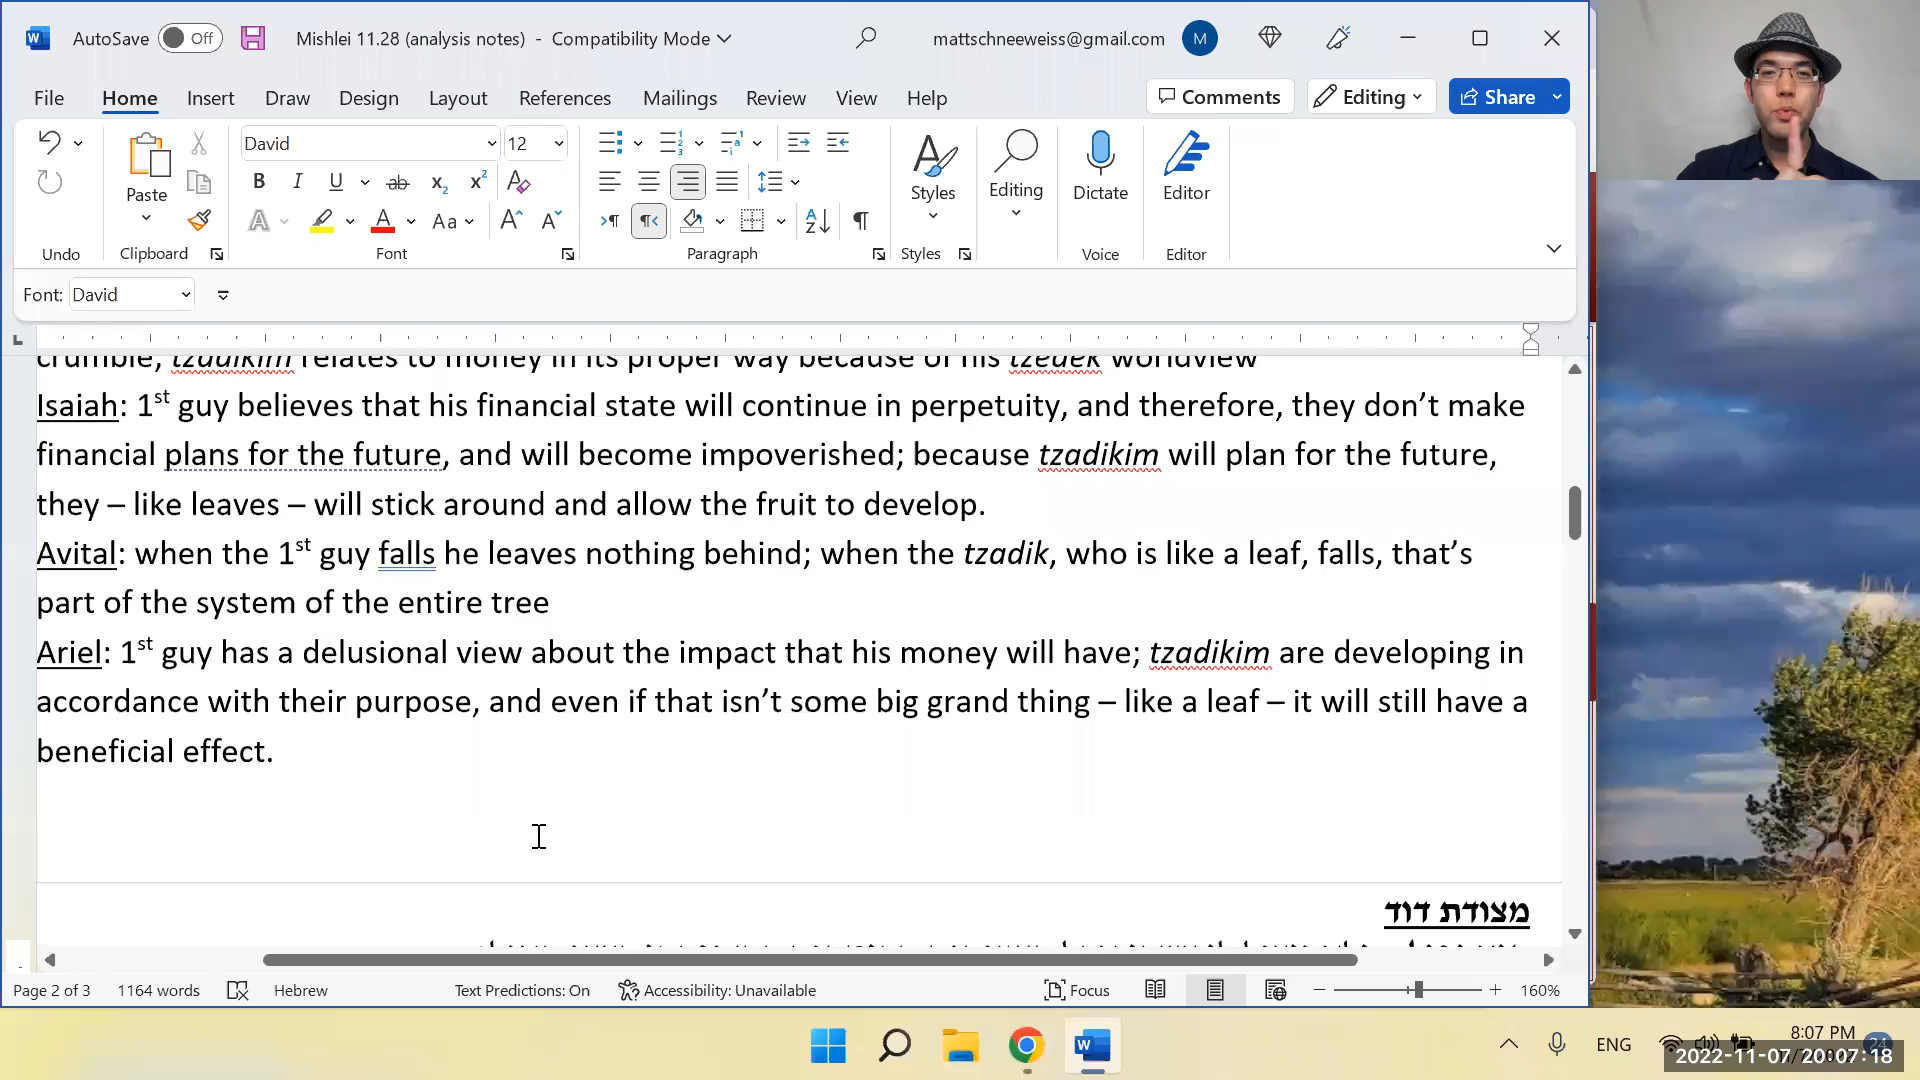 AutoSave Off Mishlei 11.28 (analysis notes) - Compatibility Mode mattschneeweiss@gmail.com M
File Home Insert Draw Design Layout References Mailings Review View Help Comments Editing Share
David 12
Paste
Styles Editing Dictate Editor
Undo Clipboard Font Paragraph Styles Voice Editor
Font: David
crumble, tzadikim relates to money in its proper way because of his tzedek worldview
Isaiah: 1st guy believes that his financial state will continue in perpetuity, and therefore, they don’t make
financial plans for the future, and will become impoverished; because tzadikim will plan for the future,
they – like leaves – will stick around and allow the fruit to develop.
Avital: when the 1st guy falls he leaves nothing behind; when the tzadik, who is like a leaf, falls, that’s
part of the system of the entire tree
Ariel: 1st guy has a delusional view about the impact that his money will have; tzadikim are developing in
accordance with their purpose, and even if that isn’t some big grand thing – like a leaf – it will still have a
beneficial effect.
מצודת דוד
Page 2 of 3 1164 words Hebrew Text Predictions: On Accessibility: Unavailable Focus 160%
ENG 8:07 PM 24
2022-11-07 20:07:18